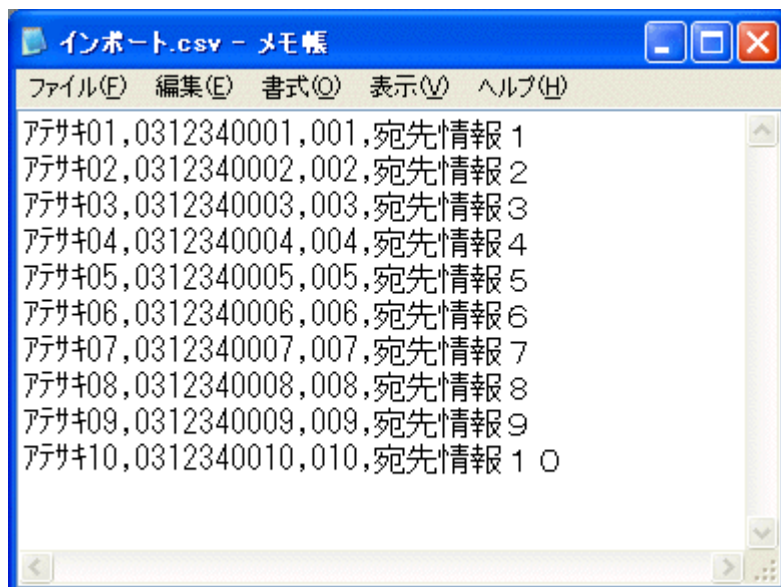 インポート.csv - メモ帳
ファイル(F) 編集(E) 書式(O) 表示(V) ヘルプ(H)
ｱﾃｻｷ01,0312340001,001,宛先情報１
ｱﾃｻｷ02,0312340002,002,宛先情報２
ｱﾃｻｷ03,0312340003,003,宛先情報３
ｱﾃｻｷ04,0312340004,004,宛先情報４
ｱﾃｻｷ05,0312340005,005,宛先情報５
ｱﾃｻｷ06,0312340006,006,宛先情報６
ｱﾃｻｷ07,0312340007,007,宛先情報７
ｱﾃｻｷ08,0312340008,008,宛先情報８
ｱﾃｻｷ09,0312340009,009,宛先情報９
ｱﾃｻｷ10,0312340010,010,宛先情報１０